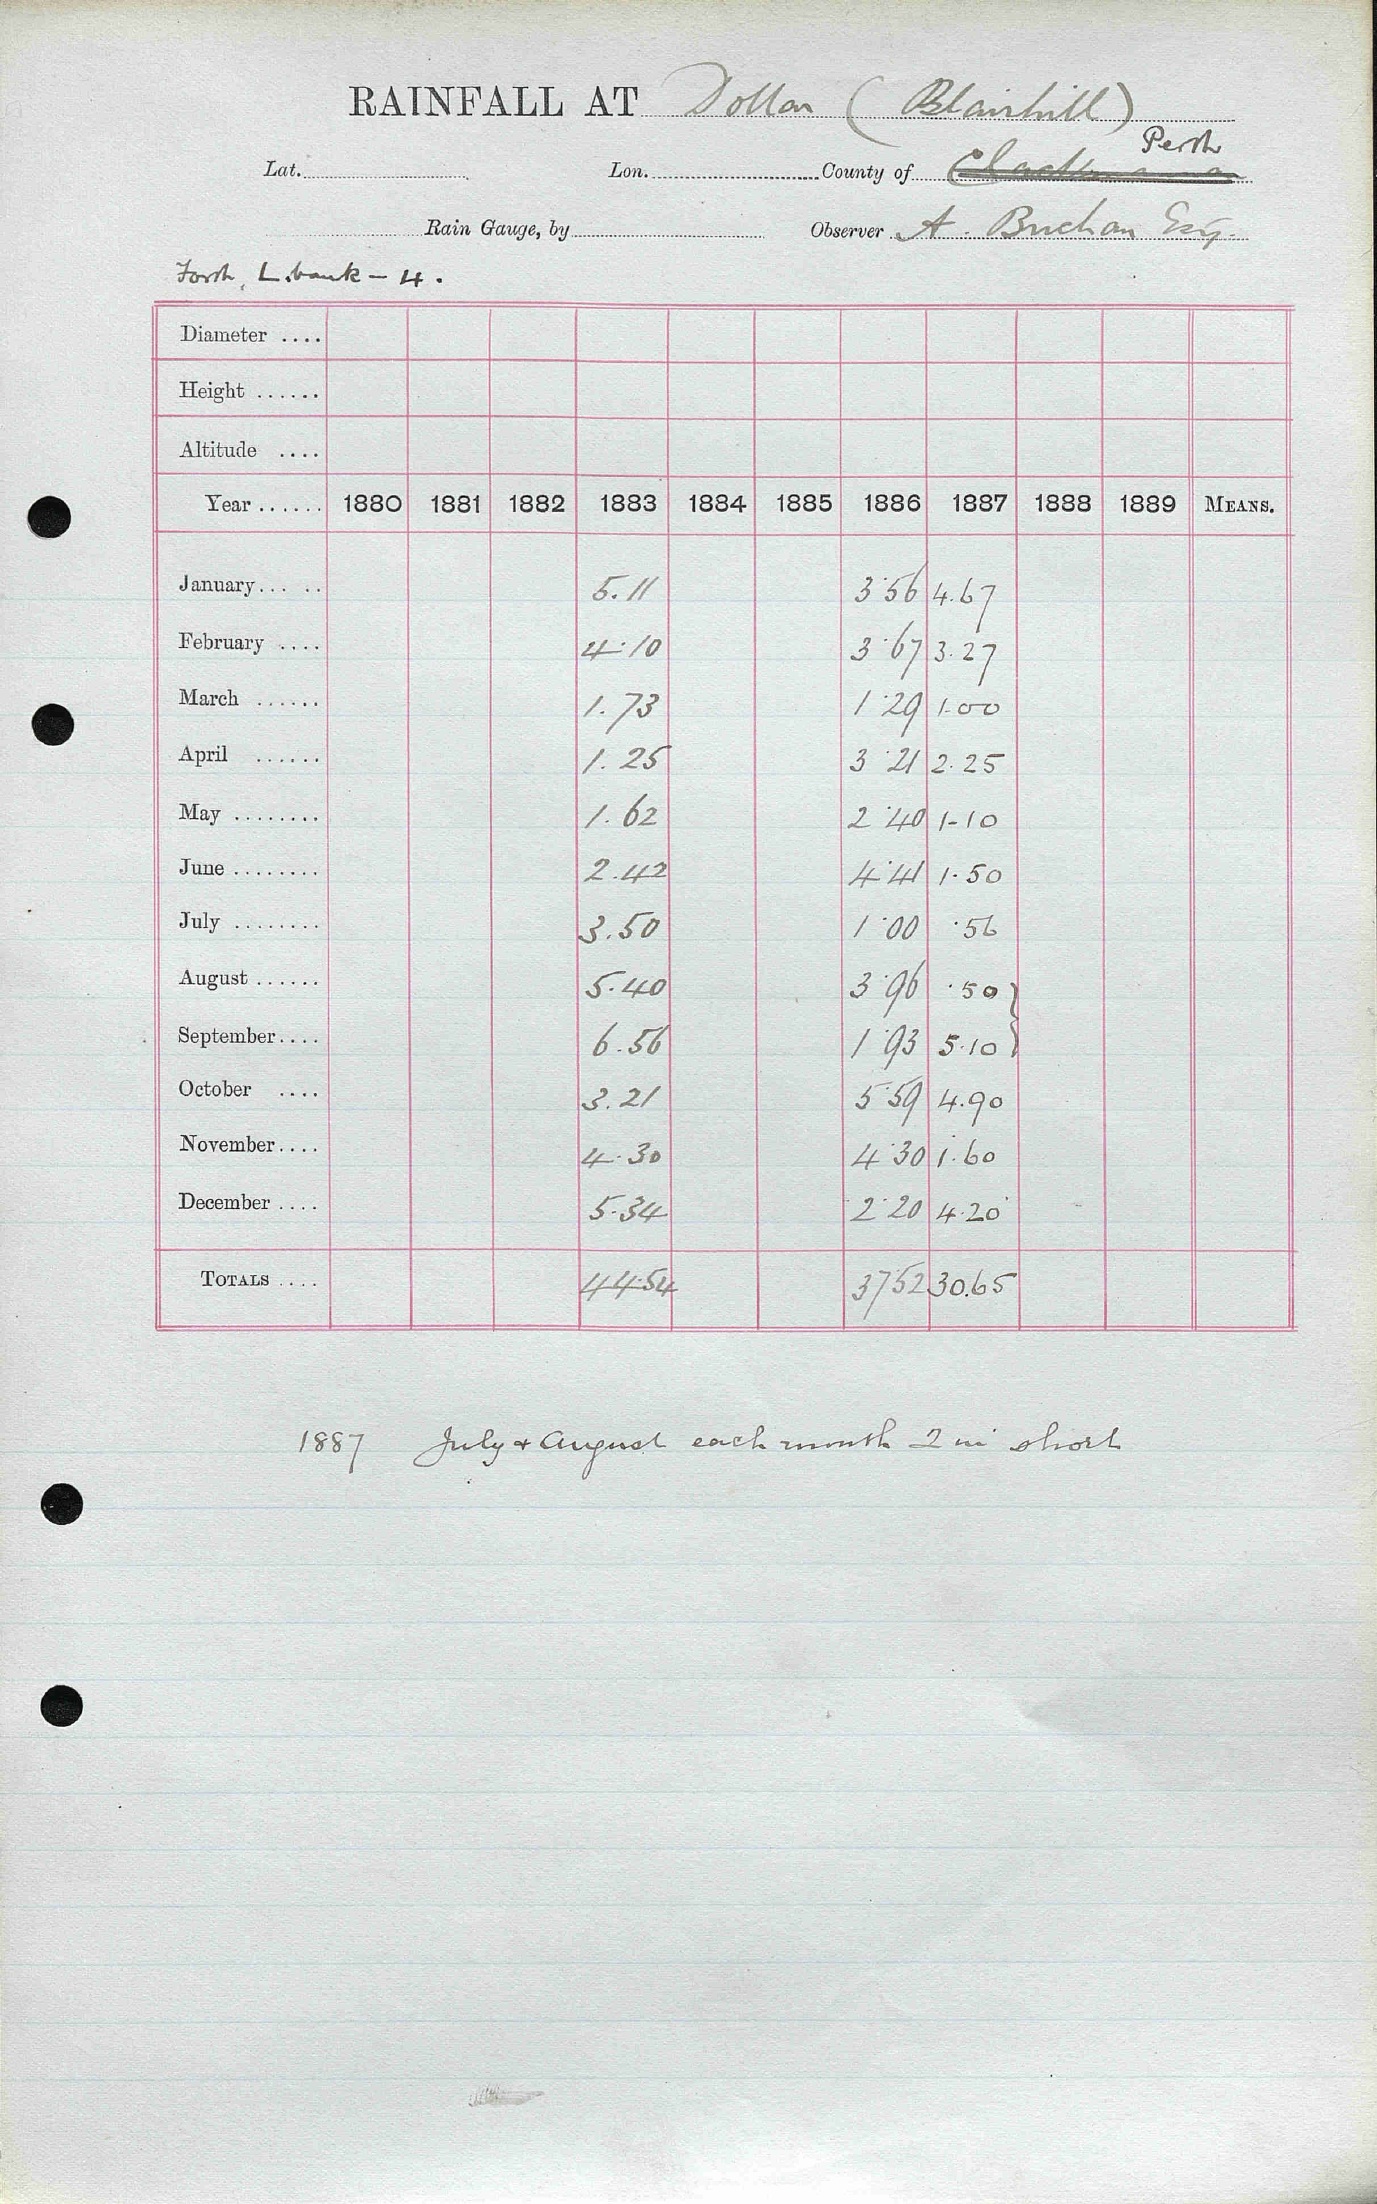 RAINFALL AT Dollar (Blairhill)
Perth
Lat. Lon. County of Clackmanna
Rain Gauge, by Observer A. Buchan Esq.
Forth, L. bank - 4.
Diameter ....
Height ......
Altitude ....
Year ...... 1880 1881 1882 1883 1884 1885 1886 1887 1888 1889 MEANS.
January... .. 5.11 3.56 4.67
February .... 4.10 3.67 3.27
March ...... 1.73 1.29 1.00
April ...... 1.25 3.21 2.25
May ........ 1.62 2.40 1.10
June ........ 2.42 4.41 1.50
July ........ 3.50 1.00 .56
August ...... 5.40 3.96 .50 }
September.... 6.56 1.93 5.10 }
October .... 3.21 5.59 4.90
November.... 4.30 4.30 1.60
December .... 5.34 2.20 4.20
TOTALS .... 44.54 37.52 30.65
1887 July & August each month 2 in short